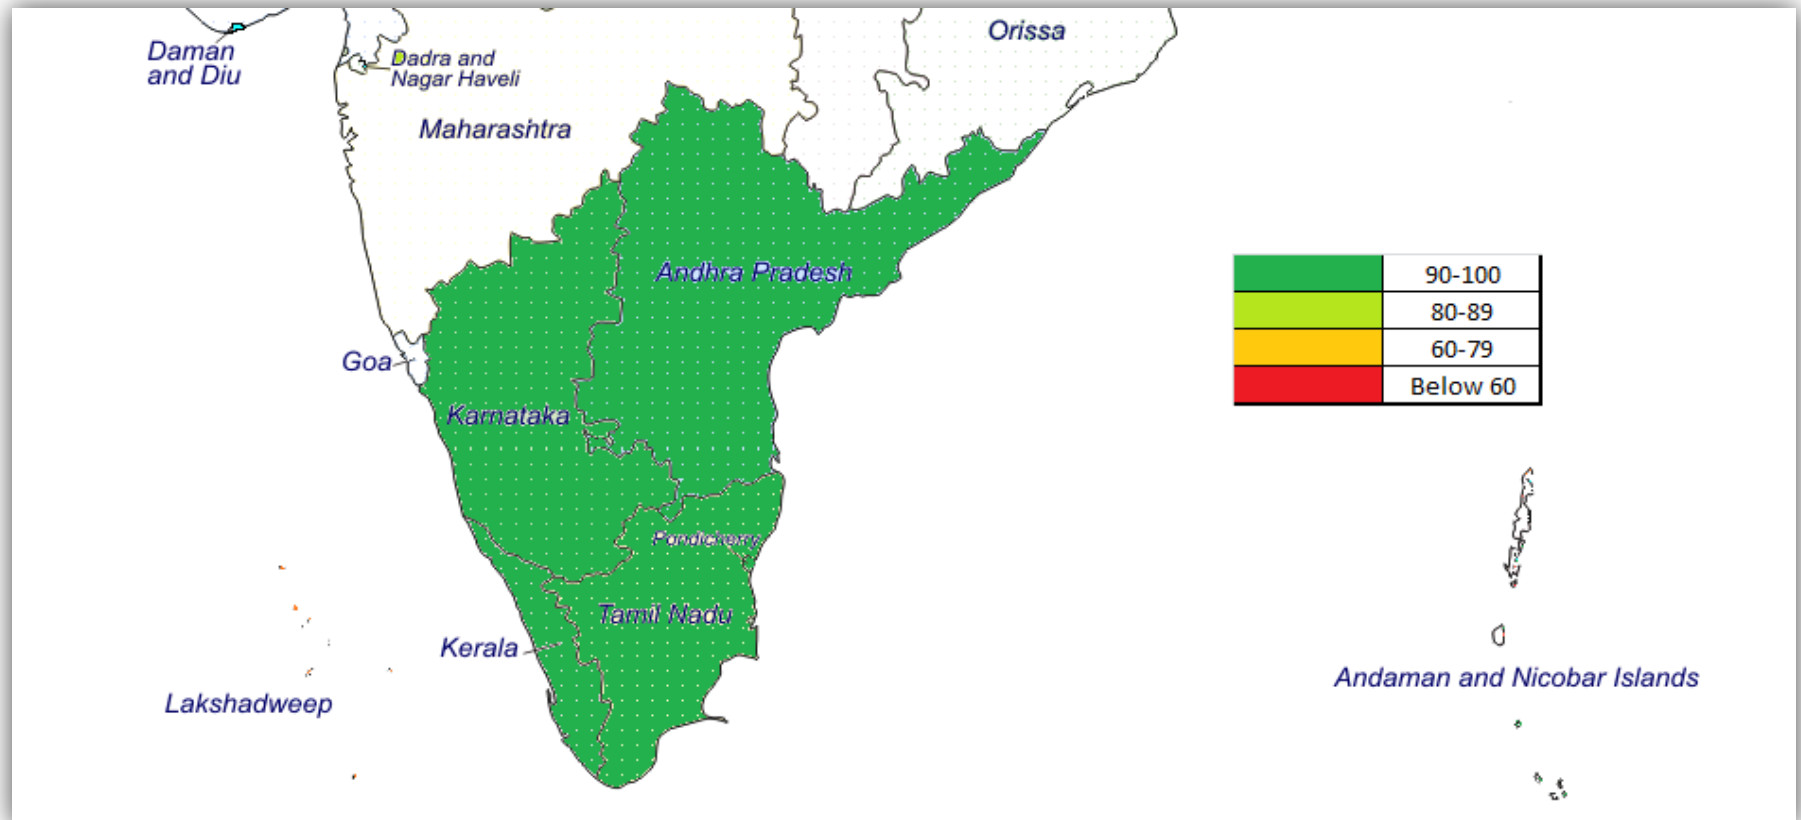 Orissa
Daman
and Diu
Dadra and
Nagar Haveli
Maharashtra
Andhra Pradesh
90-100
80-89
60-79
Below 60
Goa
Karnataka
Pondicherry
Tamil Nadu
Kerala
Lakshadweep
Andaman and Nicobar Islands